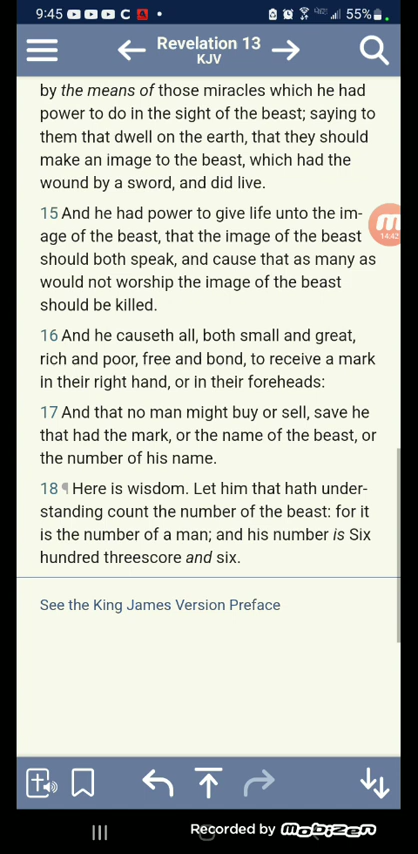 9:45
55%
Revelation 13
KJV
by the means of those miracles which he had
power to do in the sight of the beast; saying to
them that dwell on the earth, that they should
make an image to the beast, which had the
wound by a sword, and did live.
15 And he had power to give life unto the im-
age of the beast, that the image of the beast
should both speak, and cause that as many as
would not worship the image of the beast
should be killed.
16 And he causeth all, both small and great,
rich and poor, free and bond, to receive a mark
in their right hand, or in their foreheads:
17 And that no man might buy or sell, save he
that had the mark, or the name of the beast, or
the number of his name.
18 ¶ Here is wisdom. Let him that hath under-
standing count the number of the beast: for it
is the number of a man; and his number is Six
hundred threescore and six.
14:42
See the King James Version Preface
Recorded by mobizen